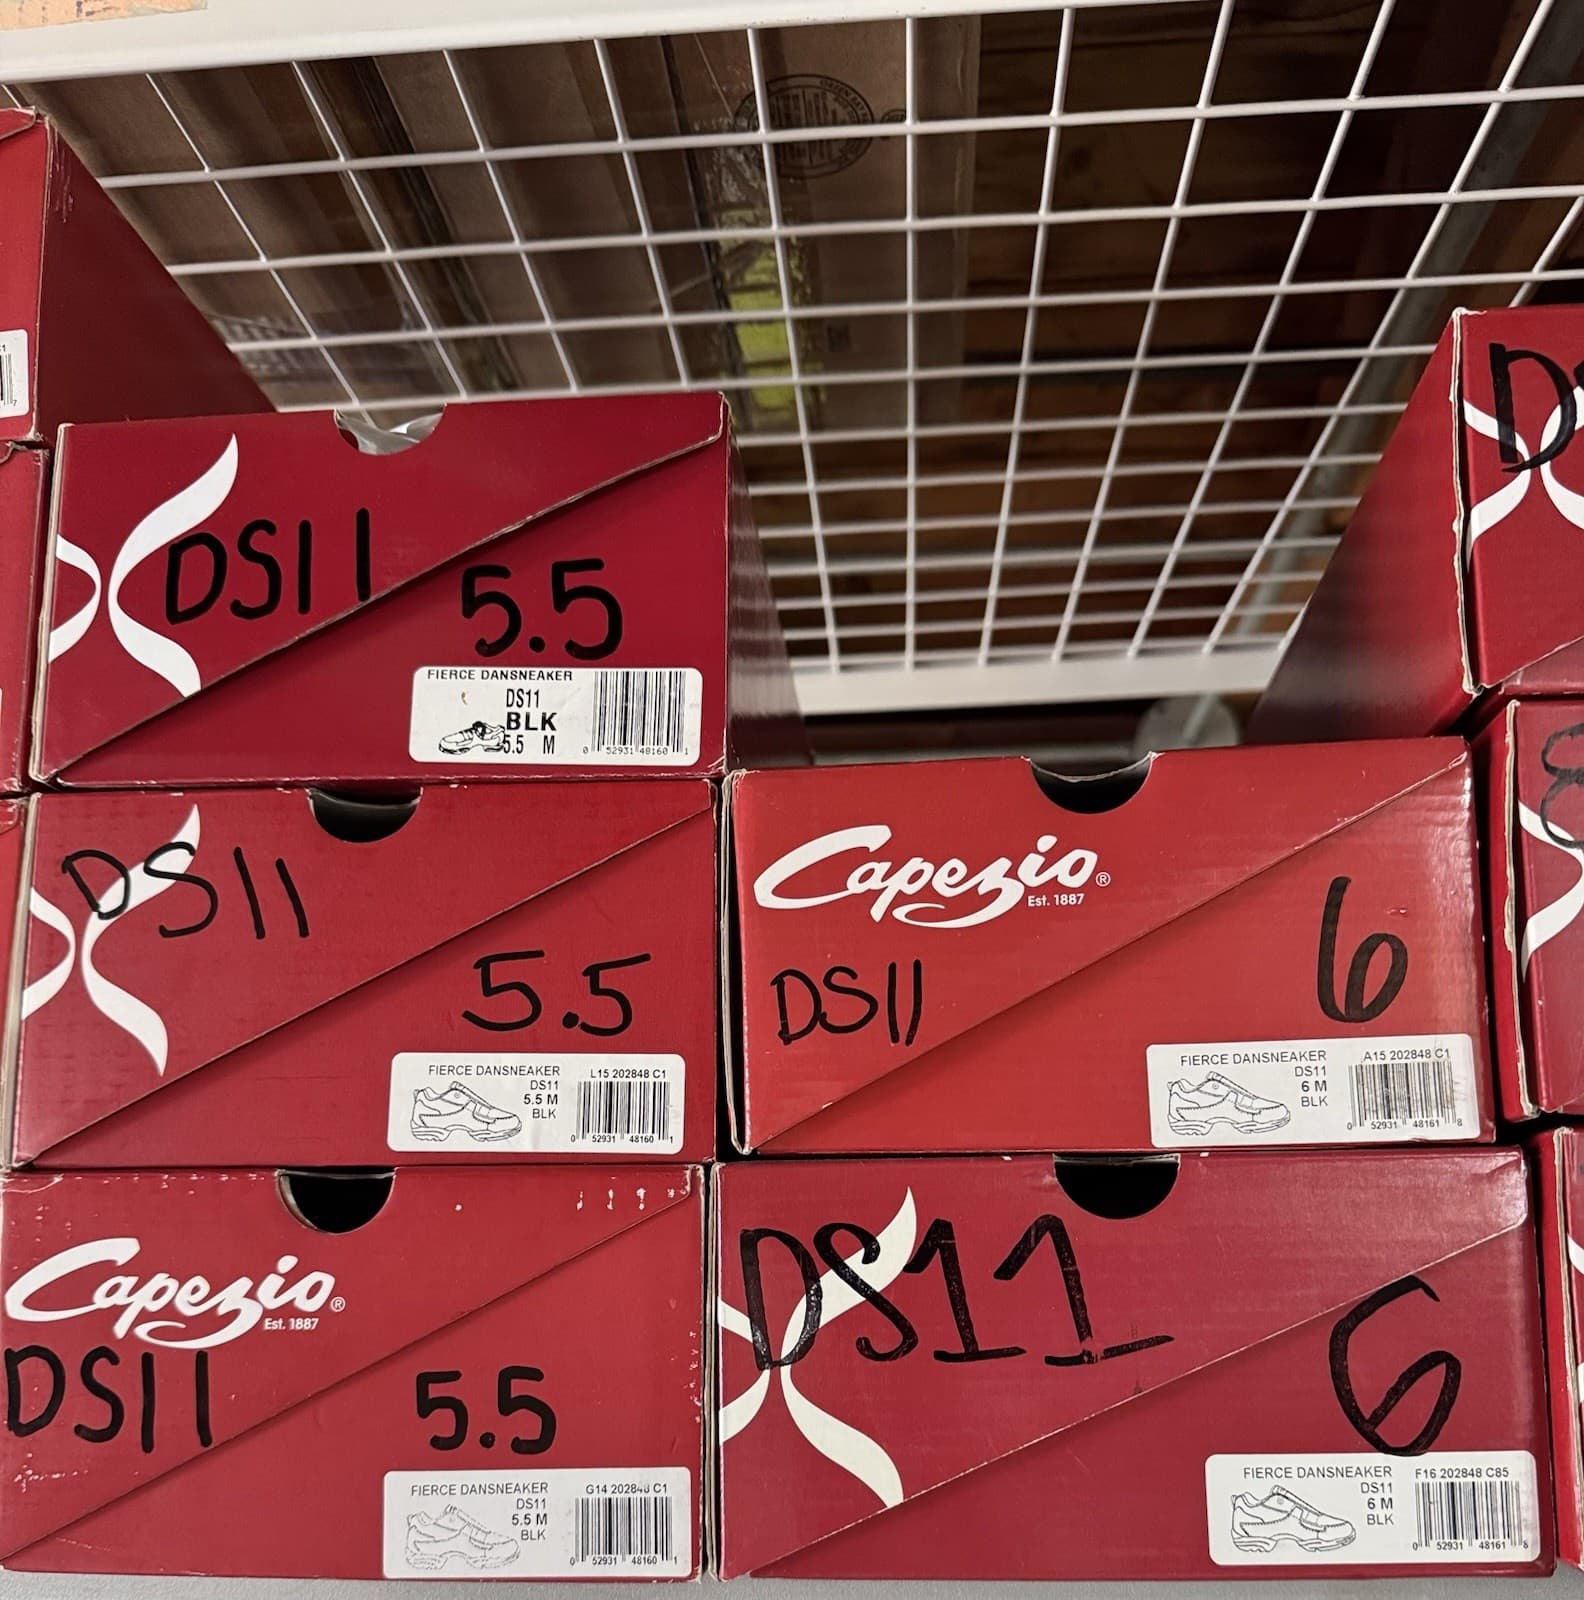 DS11
5.5
FIERCE DANSNEAKER
DS11
BLK
5.5 M
0 52931 48160 1
DS11
5.5
FIERCE DANSNEAKER
DS11
5.5 M
BLK
L15 202848 C1
0 52931 48160 1
Capezio®
Est. 1887
DS11
5.5
FIERCE DANSNEAKER
DS11
5.5 M
BLK
G14 202848 C1
0 52931 48160 1
Capezio®
Est. 1887
DS11
6
FIERCE DANSNEAKER
DS11
6 M
BLK
A15 202848 C1
0 52931 48161 8
DS11
6
FIERCE DANSNEAKER
DS11
6 M
BLK
F16 202848 C85
0 52931 48161 8